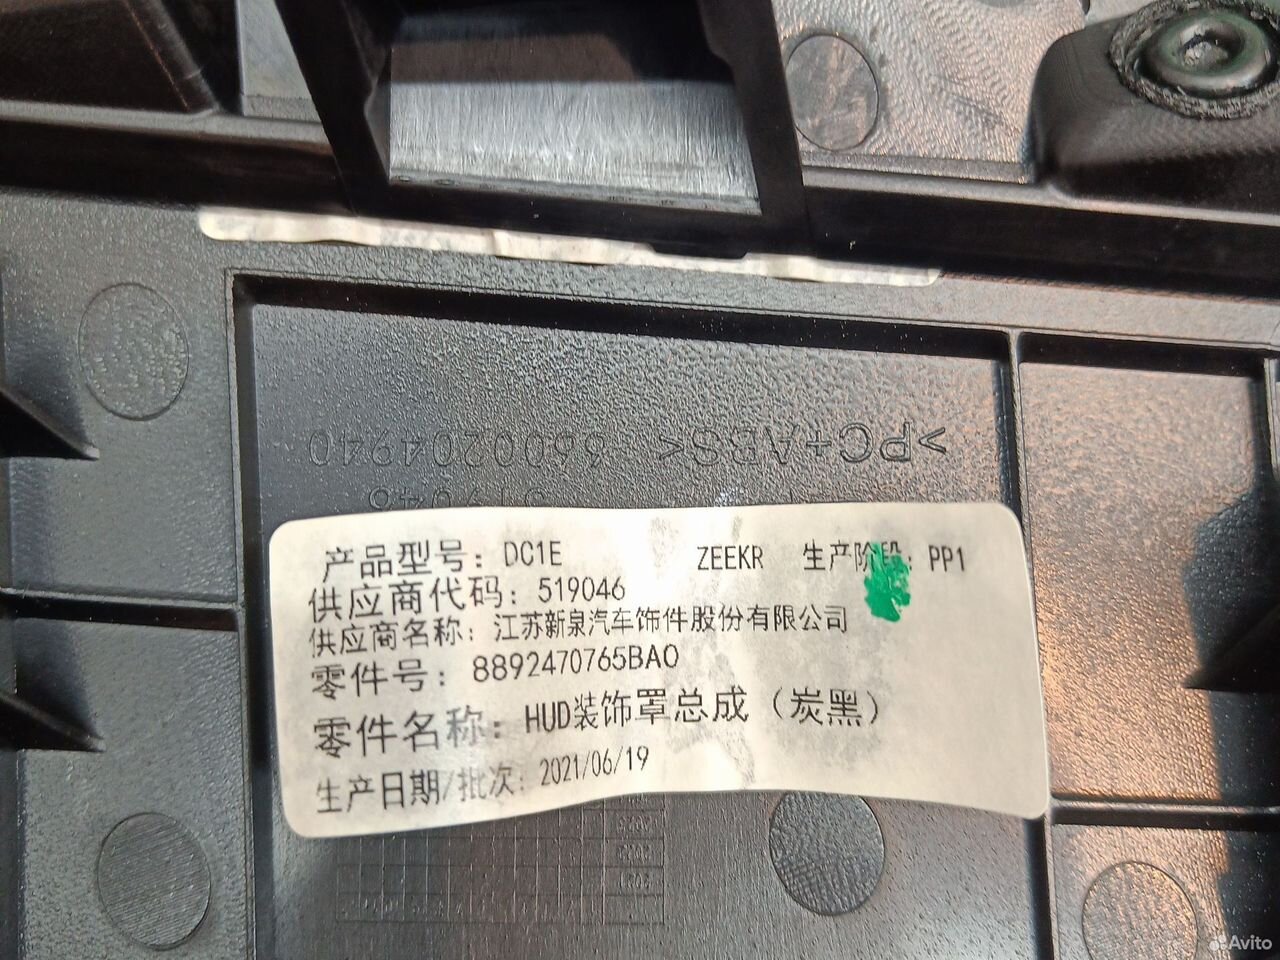 >PC+ABS< 6600204940
产品型号: DC1E ZEEKR 生产阶段: PP1
供应商代码: 519046
供应商名称: 江苏新泉汽车饰件股份有限公司
零件号: 8892470765BAO
零件名称: HUD装饰罩总成（炭黑）
生产日期/批次: 2021/06/19
Avito